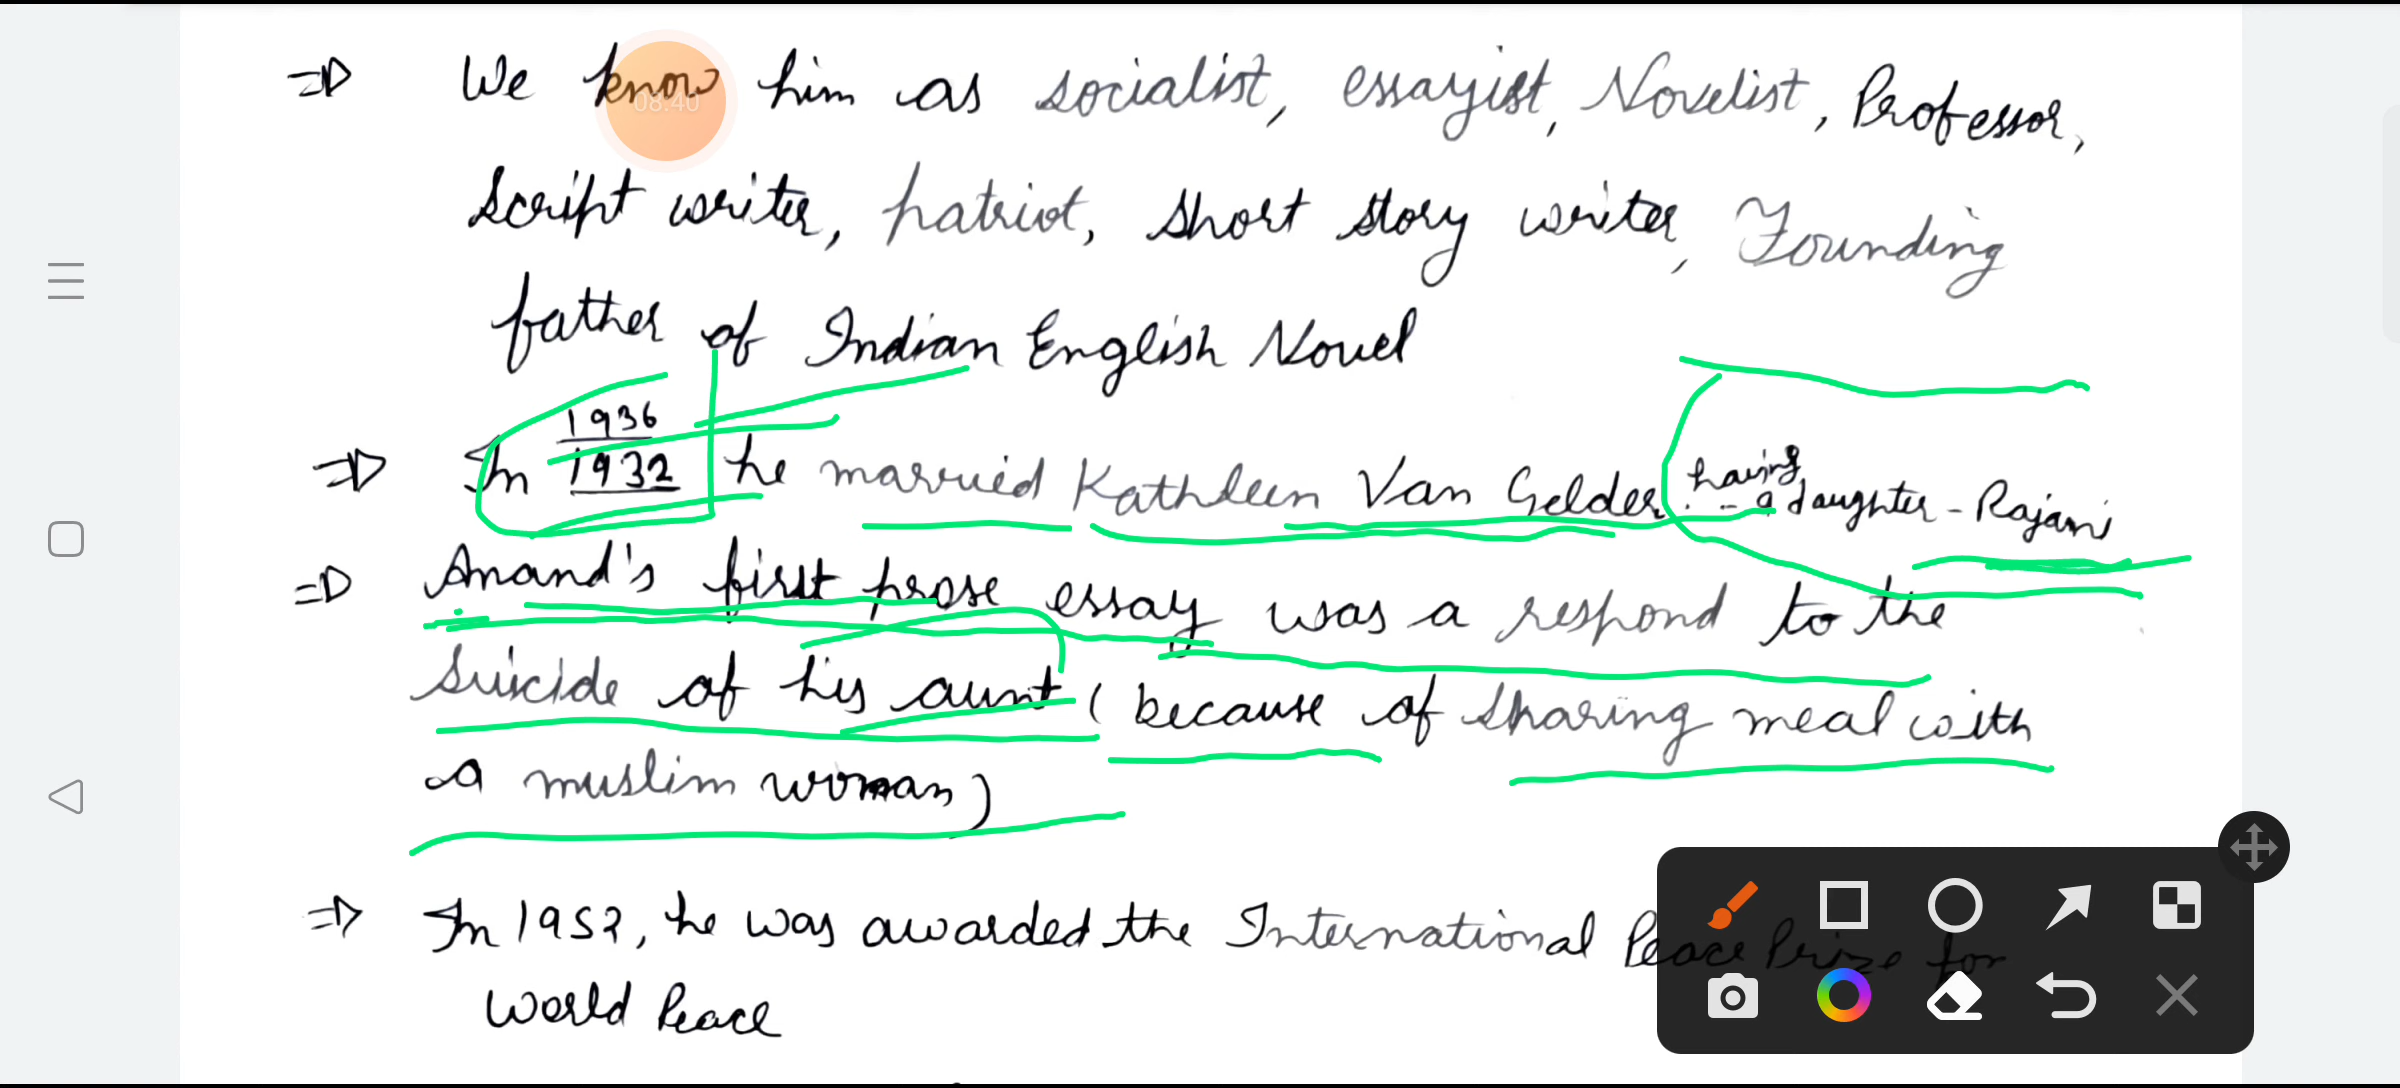 => We know him as socialist, essayist, Novelist, Professor,
08:40
Script writer, patriot, short story writer, Founding
father of Indian English Novel
1936
=> In 1932 he married Kathleen Van Gelder. having a daughter - Rajani
=> Anand's first prose essay was a respond to the
suicide of his aunt (because of sharing meal with
a muslim woman)
=> In 1952, he was awarded the International Peace Prize for
World Peace